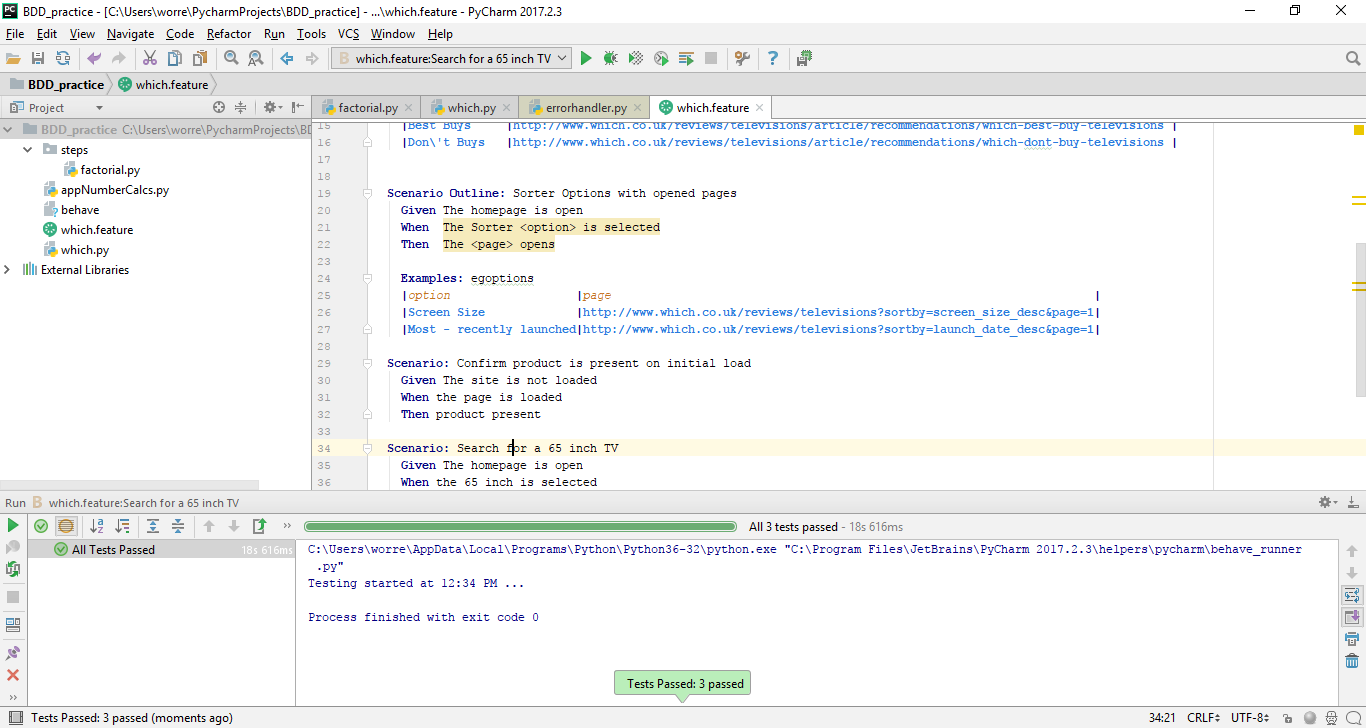 BDD_practice - [C:\Users\worre\PycharmProjects\BDD_practice] - ...\which.feature - PyCharm 2017.2.3
File Edit View Navigate Code Refactor Run Tools VCS Window Help
which.feature:Search for a 65 inch TV
BDD_practice which.feature
Project
factorial.py which.py errorhandler.py which.feature
BDD_practice C:\Users\worre\PycharmProjects\BD
steps
factorial.py
appNumberCalcs.py
behave
which.feature
which.py
External Libraries
15 |Best Buys |http://www.which.co.uk/reviews/televisions/article/recommendations/which-best-buy-televisions |
16 |Don\'t Buys |http://www.which.co.uk/reviews/televisions/article/recommendations/which-dont-buy-televisions |
17
18
19 Scenario Outline: Sorter Options with opened pages
20 Given The homepage is open
21 When The Sorter <option> is selected
22 Then The <page> opens
23
24 Examples: egoptions
25 |option |page |
26 |Screen Size |http://www.which.co.uk/reviews/televisions?sortby=screen_size_desc&page=1|
27 |Most - recently launched|http://www.which.co.uk/reviews/televisions?sortby=launch_date_desc&page=1|
28
29 Scenario: Confirm product is present on initial load
30 Given The site is not loaded
31 When the page is loaded
32 Then product present
33
34 Scenario: Search for a 65 inch TV
35 Given The homepage is open
36 When the 65 inch is selected
Run which.feature:Search for a 65 inch TV
All 3 tests passed - 18s 616ms
All Tests Passed 18s 616ms
C:\Users\worre\AppData\Local\Programs\Python\Python36-32\python.exe "C:\Program Files\JetBrains\PyCharm 2017.2.3\helpers\pycharm\behave_runner
.py"
Testing started at 12:34 PM ...
Process finished with exit code 0
Tests Passed: 3 passed
Tests Passed: 3 passed (moments ago) 34:21 CRLF UTF-8